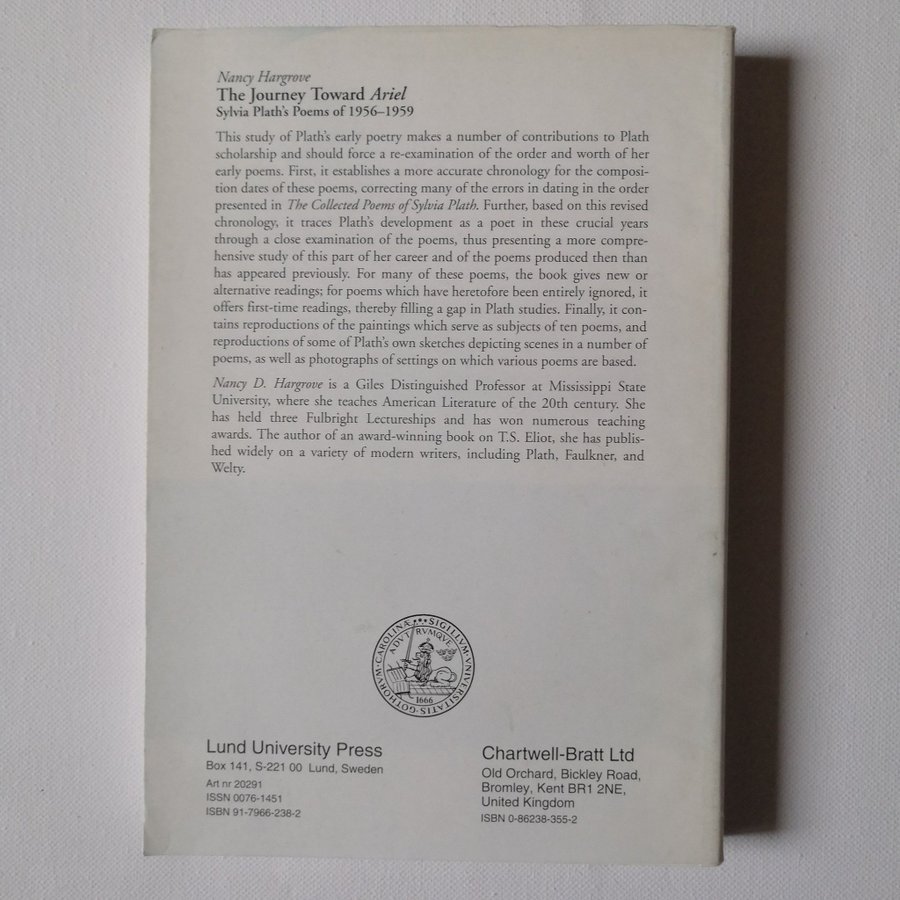 Nancy Hargrove
The Journey Toward Ariel
Sylvia Plath's Poems of 1956–1959
This study of Plath's early poetry makes a number of contributions to Plath
scholarship and should force a re-examination of the order and worth of her
early poems. First, it establishes a more accurate chronology for the composi-
tion dates of these poems, correcting many of the errors in dating in the order
presented in The Collected Poems of Sylvia Plath. Further, based on this revised
chronology, it traces Plath's development as a poet in these crucial years
through a close examination of the poems, thus presenting a more compre-
hensive study of this part of her career and of the poems produced then than
has appeared previously. For many of these poems, the book gives new or
alternative readings; for poems which have heretofore been entirely ignored, it
offers first-time readings, thereby filling a gap in Plath studies. Finally, it con-
tains reproductions of the paintings which serve as subjects of ten poems, and
reproductions of some of Plath's own sketches depicting scenes in a number of
poems, as well as photographs of settings on which various poems are based.
Nancy D. Hargrove is a Giles Distinguished Professor at Mississippi State
University, where she teaches American Literature of the 20th century. She
has held three Fulbright Lectureships and has won numerous teaching
awards. The author of an award-winning book on T.S. Eliot, she has publis-
hed widely on a variety of modern writers, including Plath, Faulkner, and
Welty.
SIGILLVM·VNIVERSITATIS·GOTHORVM·CAROLINÆ
AD VTRVMQVE
1666
Lund University Press
Box 141, S-221 00 Lund, Sweden
Art nr 20291
ISSN 0076-1451
ISBN 91-7966-238-2
Chartwell-Bratt Ltd
Old Orchard, Bickley Road,
Bromley, Kent BR1 2NE,
United Kingdom
ISBN 0-86238-355-2